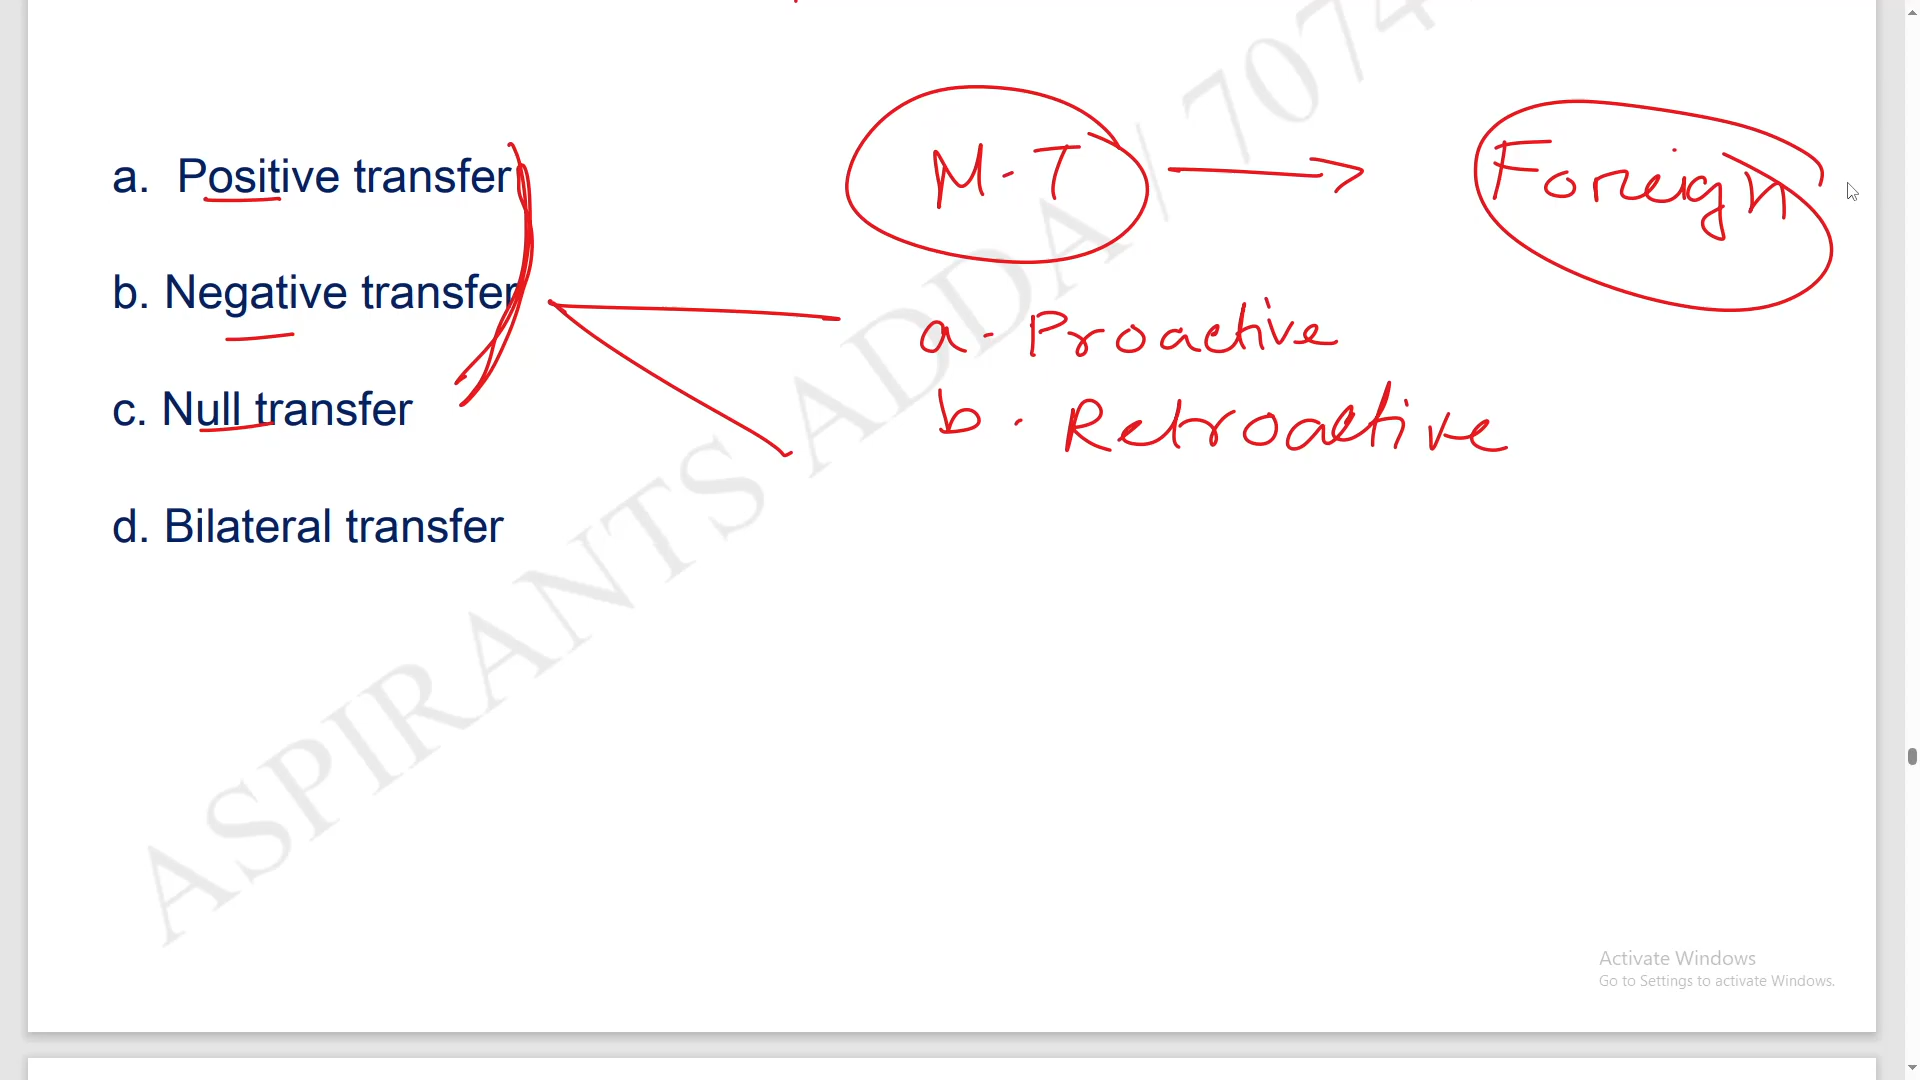 a. Positive transfer
b. Negative transfer
c. Null transfer
d. Bilateral transfer
M.T
Foreign
a. Proactive
b. Retroactive
ASPIRANTS ADDA / 7074
Activate Windows
Go to Settings to activate Windows.